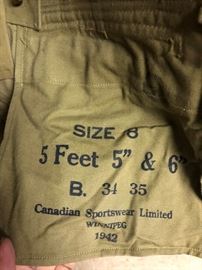 SIZE 6
5 Feet 5" & 6"
B. 34 35
Canadian Sportswear Limited
WINNIPEG
1942